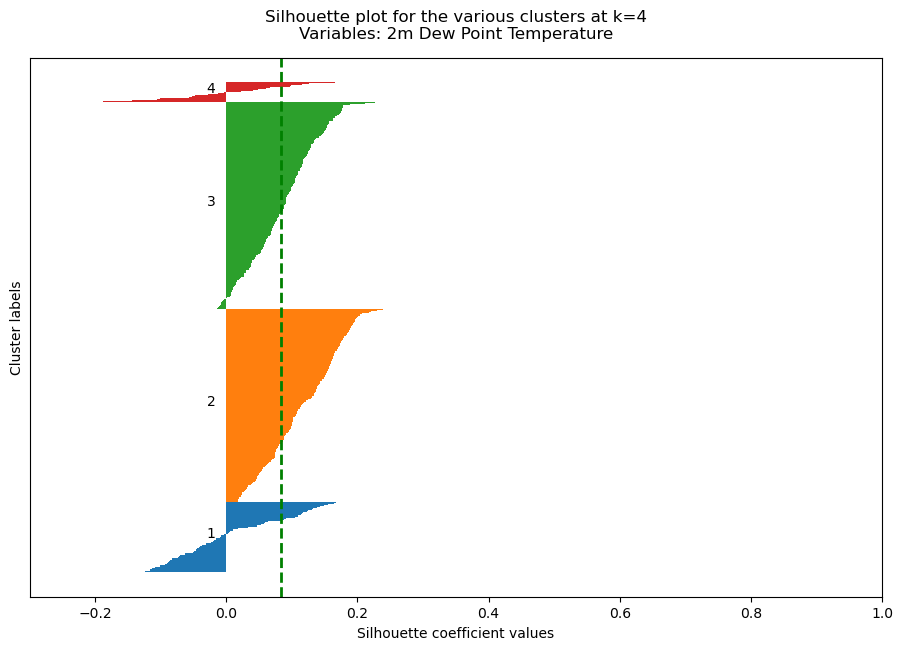 Silhouette plot for the various clusters at k=4
Variables: 2m Dew Point Temperature
4
3
2
1
Cluster labels
−0.2 0.0 0.2 0.4 0.6 0.8 1.0
Silhouette coefficient values